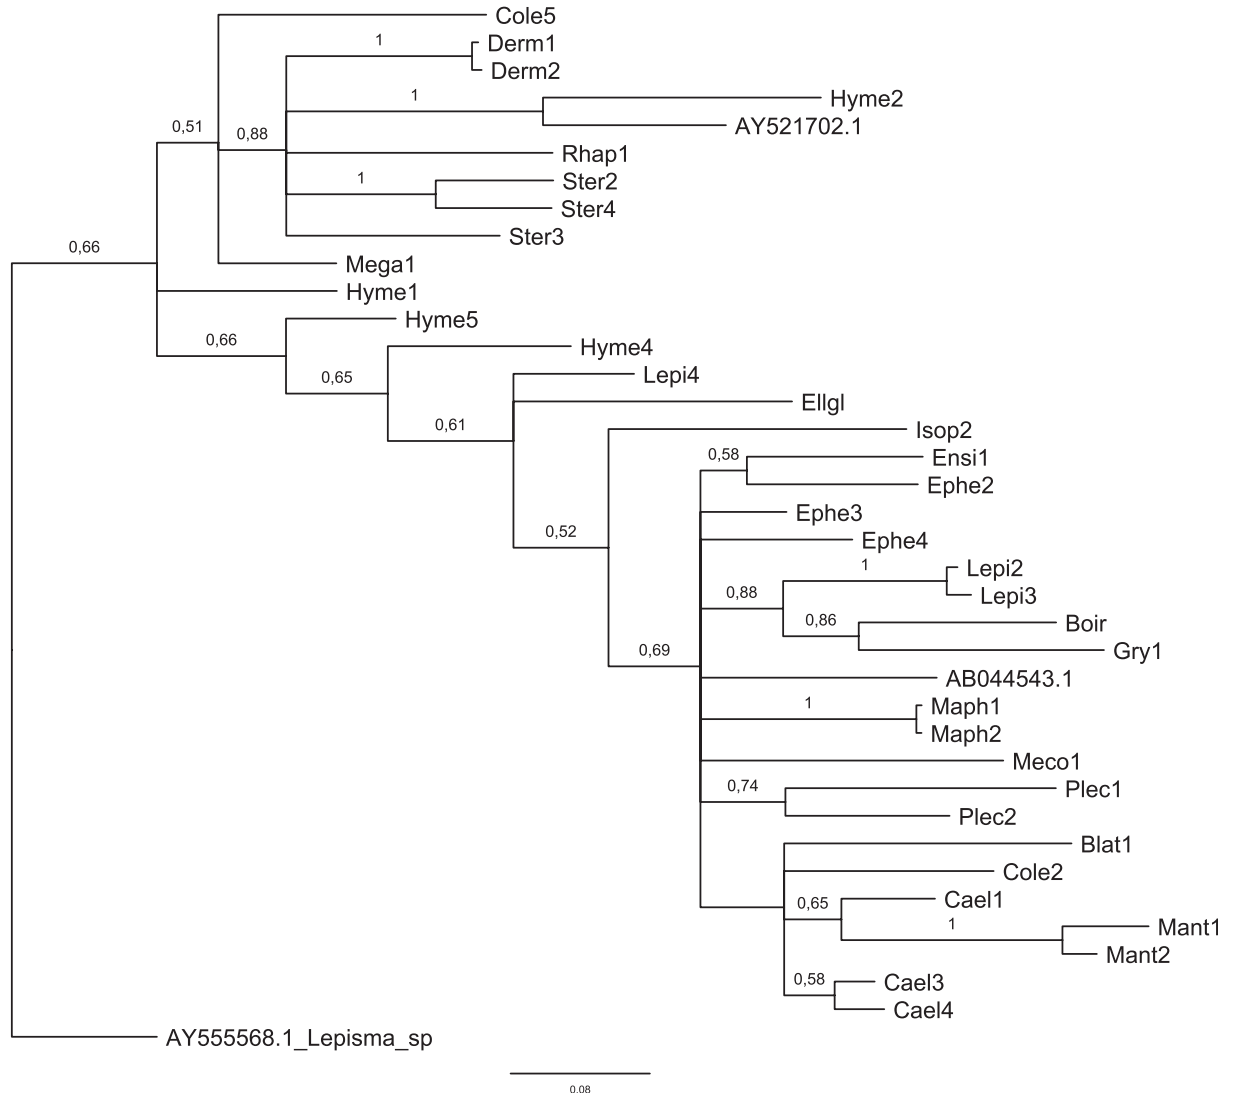 Cole5
1
Derm1
Derm2
1
Hyme2
AY521702.1
0,51
0,88
Rhap1
1
Ster2
Ster4
Ster3
0,66
Mega1
Hyme1
Hyme5
0,66
Hyme4
0,65
Lepi4
Ellgl
0,61
Isop2
0,58
Ensi1
Ephe2
Ephe3
0,52
Ephe4
1
Lepi2
Lepi3
0,88
0,86
Boir
Gry1
0,69
AB044543.1
1
Maph1
Maph2
Meco1
0,74
Plec1
Plec2
Blat1
Cole2
0,65
Cael1
1
Mant1
Mant2
0,58
Cael3
Cael4
AY555568.1_Lepisma_sp
0.08